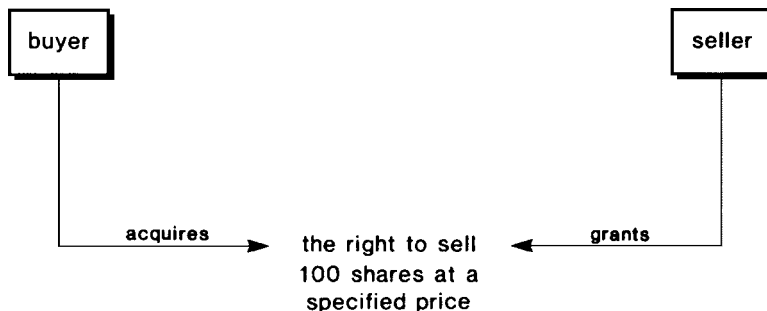 buyer
seller
acquires
grants
the right to sell
100 shares at a
specified price